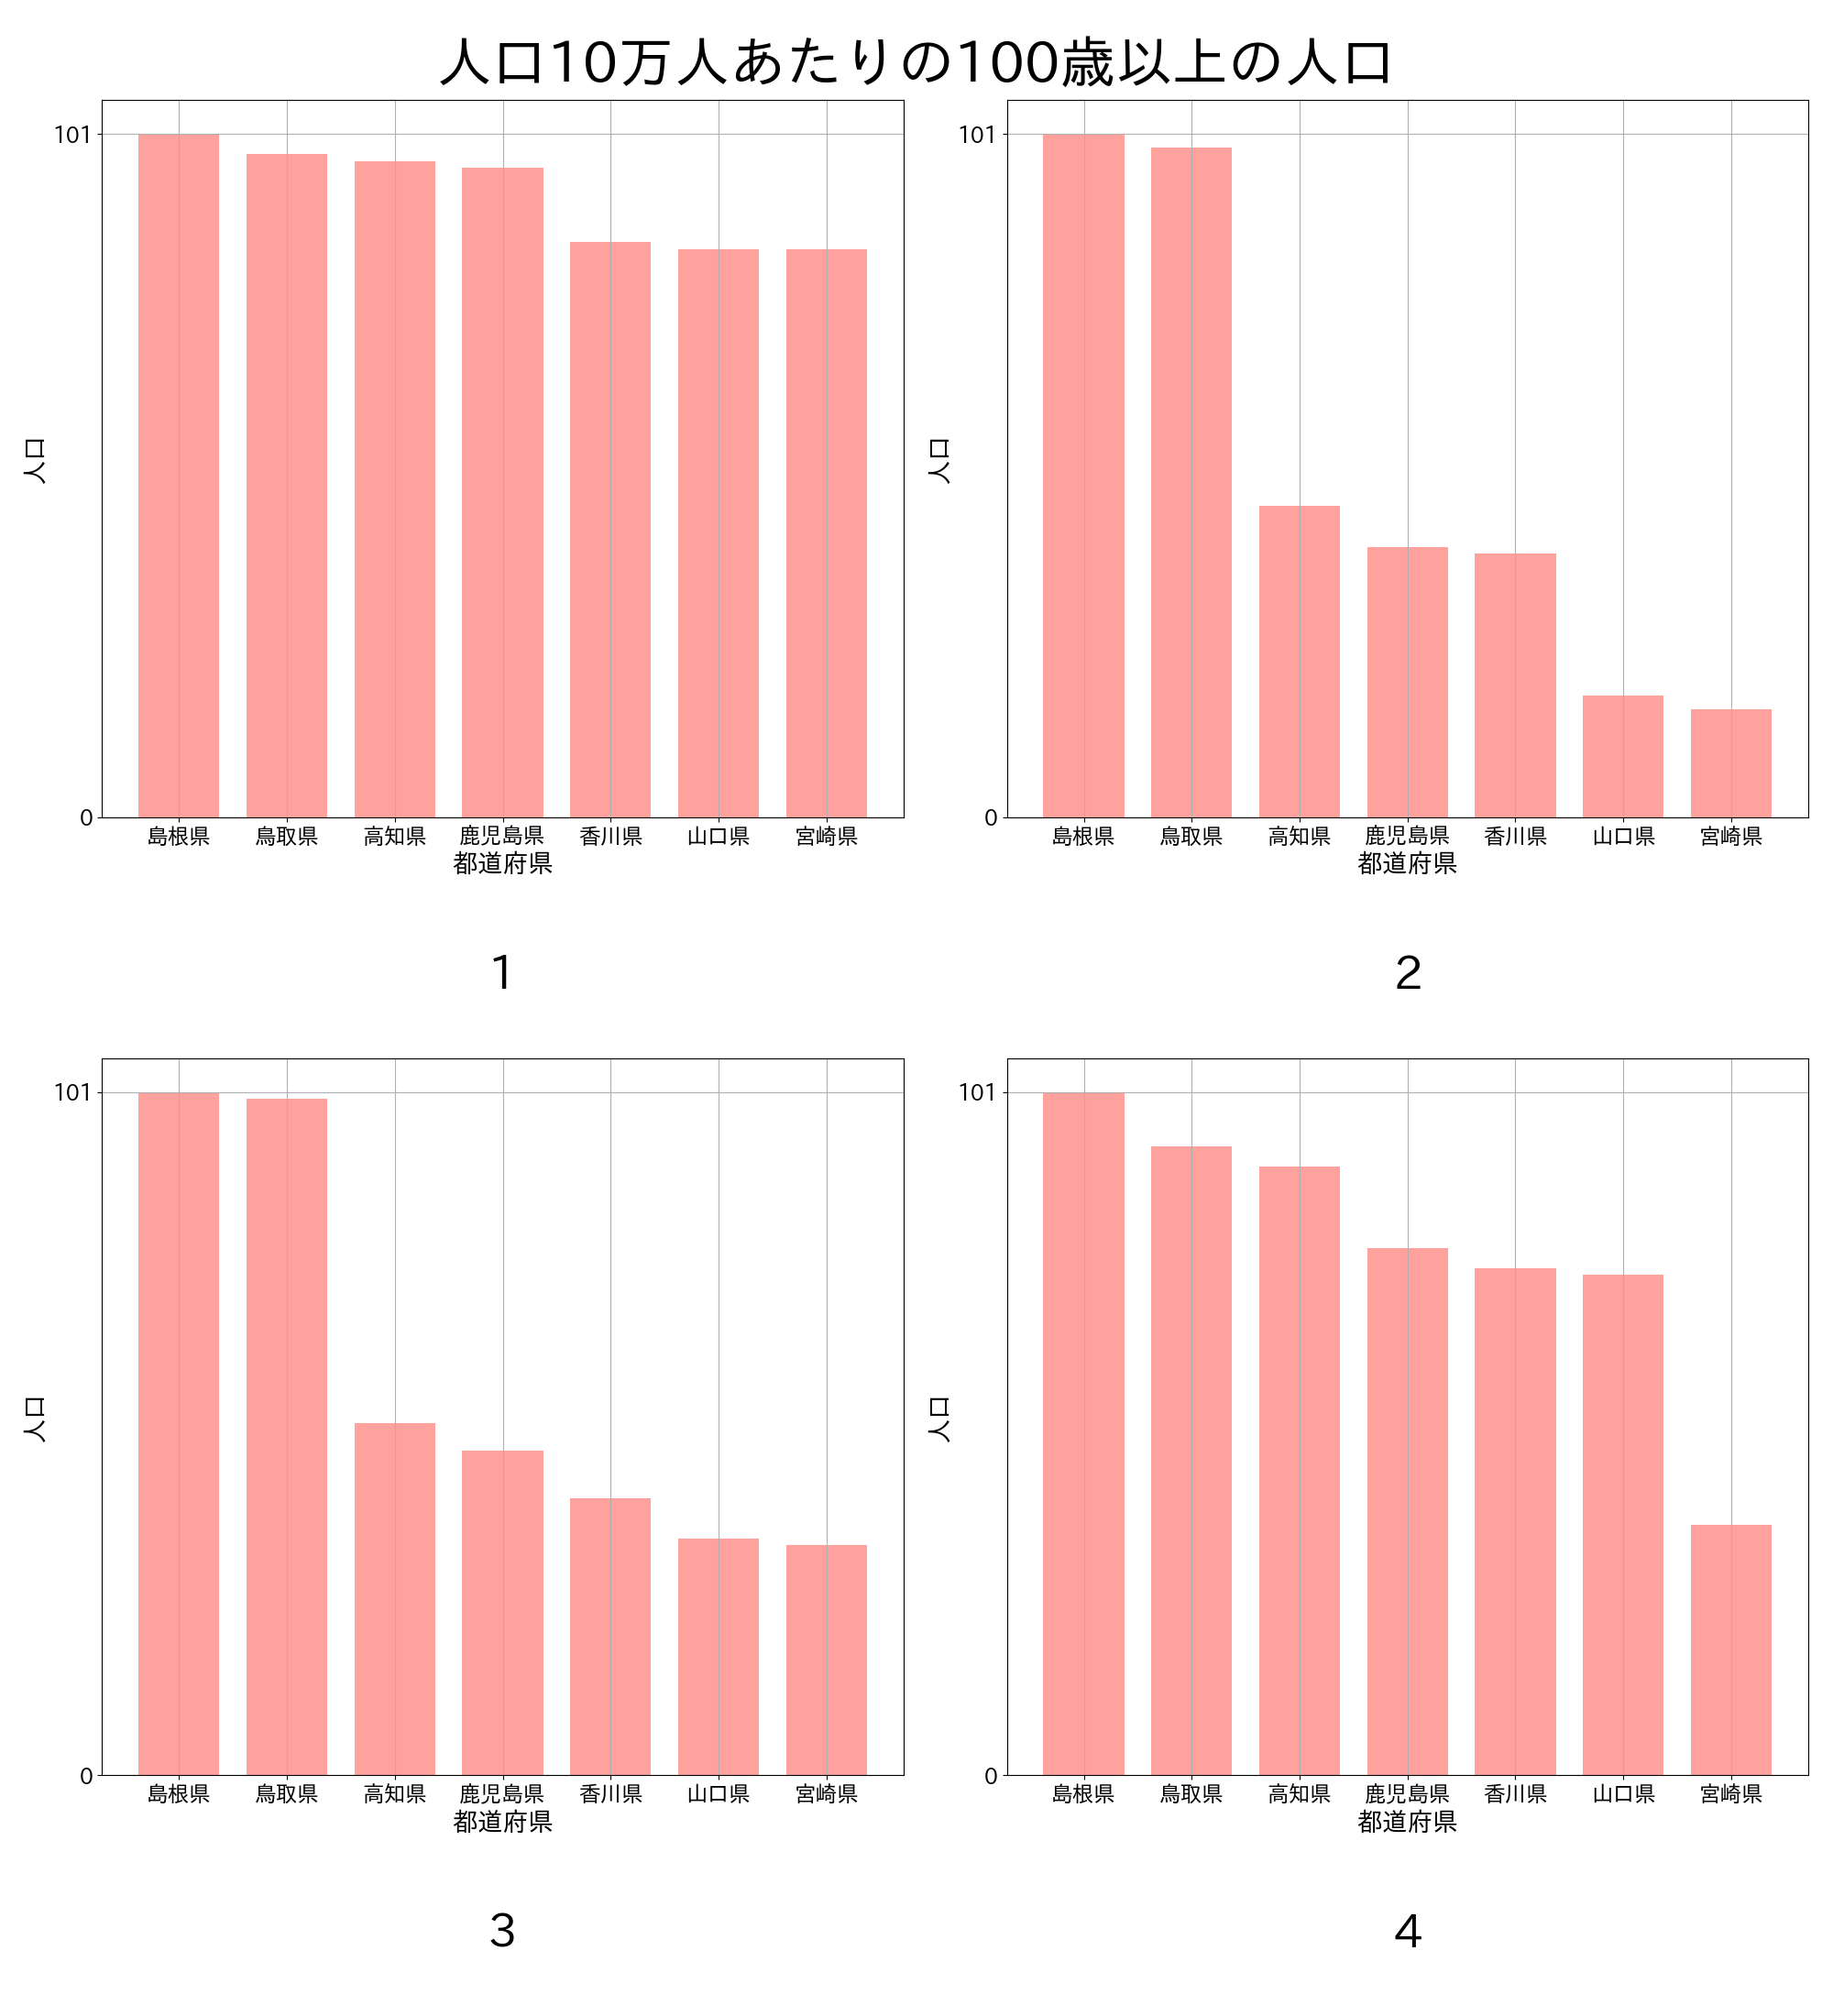 人口10万人あたりの100歳以上の人口
101
0
人口
島根県 鳥取県 高知県 鹿児島県 香川県 山口県 宮崎県
都道府県
1
101
0
人口
島根県 鳥取県 高知県 鹿児島県 香川県 山口県 宮崎県
都道府県
2
101
0
人口
島根県 鳥取県 高知県 鹿児島県 香川県 山口県 宮崎県
都道府県
3
101
0
人口
島根県 鳥取県 高知県 鹿児島県 香川県 山口県 宮崎県
都道府県
4